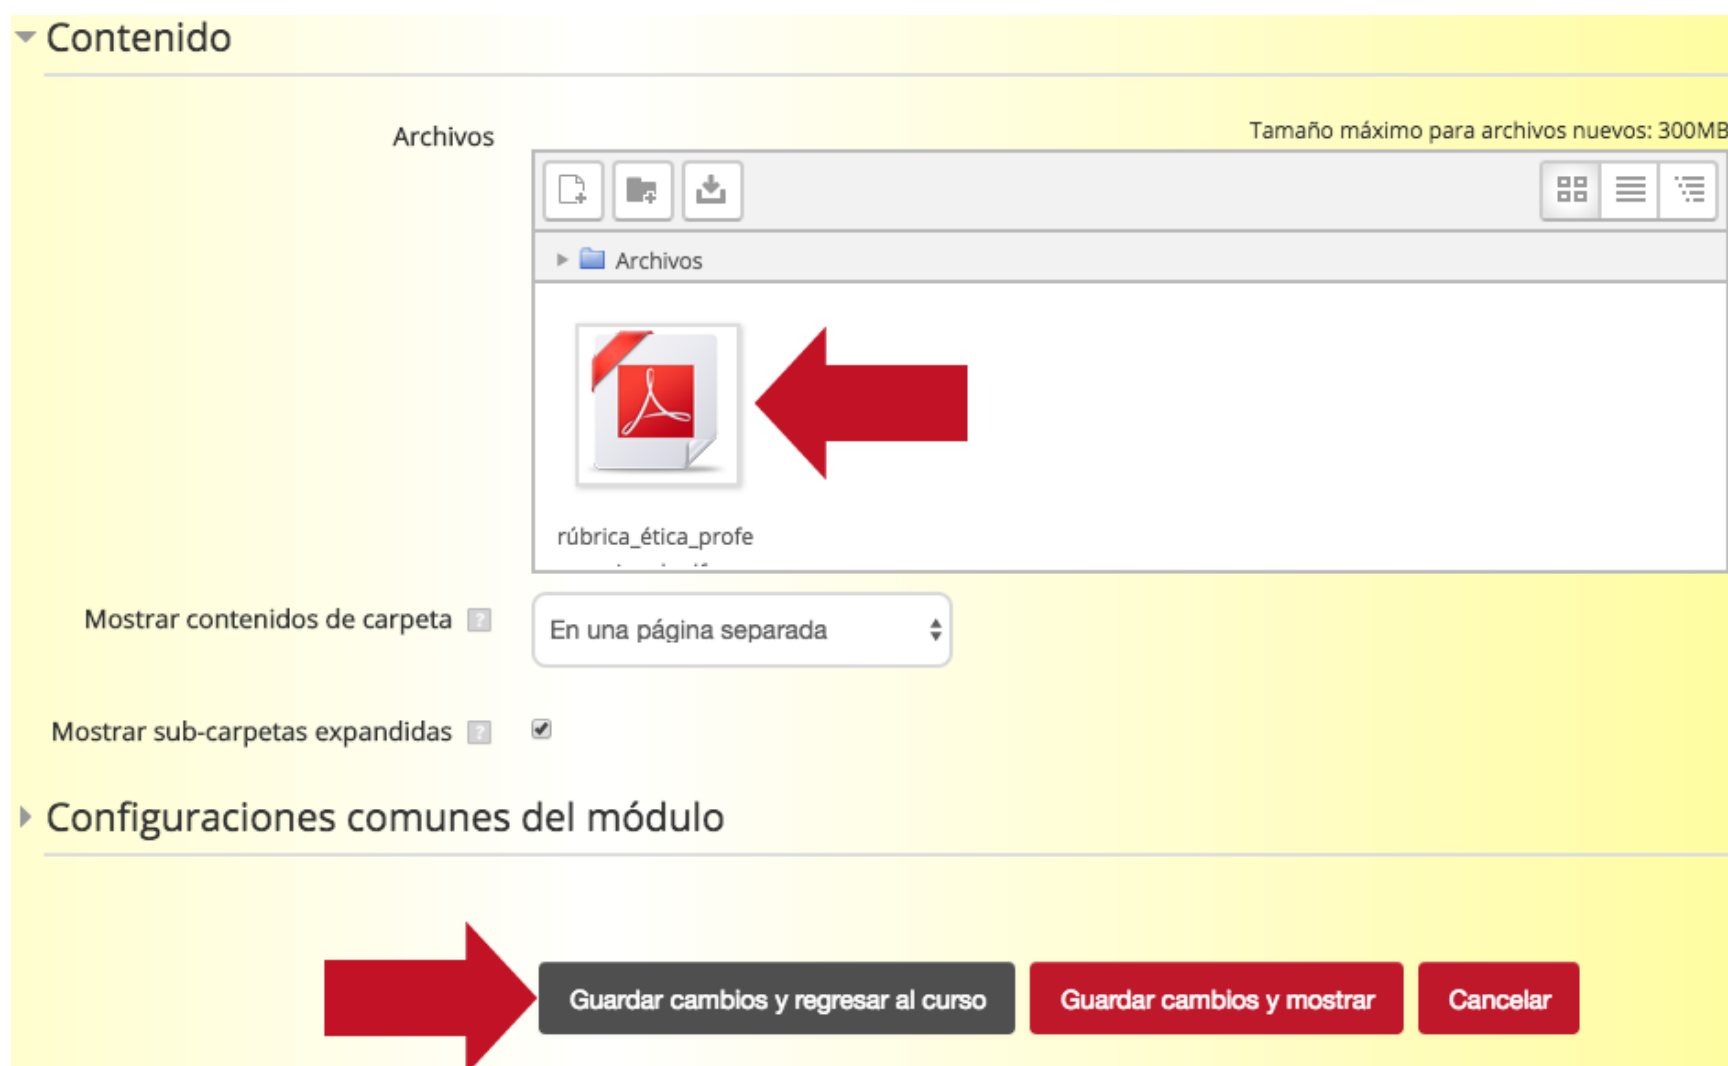 Contenido
Archivos
Tamaño máximo para archivos nuevos: 300MB
Archivos
rúbrica_ética_profe
Mostrar contenidos de carpeta ?
En una página separada
Mostrar sub-carpetas expandidas ?
Configuraciones comunes del módulo
Guardar cambios y regresar al curso
Guardar cambios y mostrar
Cancelar